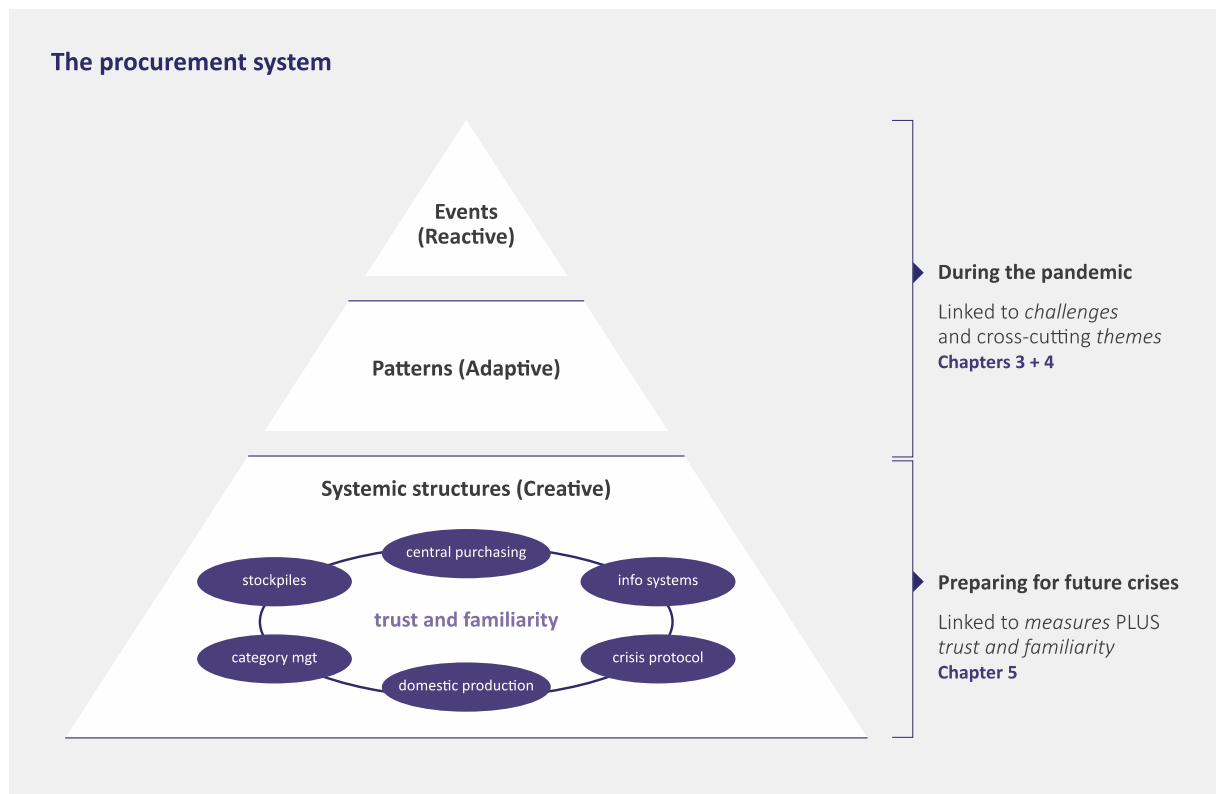 The procurement system
Events
(Reactive)
Patterns (Adaptive)
Systemic structures (Creative)
central purchasing
stockpiles
info systems
trust and familiarity
category mgt
crisis protocol
domestic production
During the pandemic
Linked to challenges
and cross-cutting themes
Chapters 3 + 4
Preparing for future crises
Linked to measures PLUS
trust and familiarity
Chapter 5